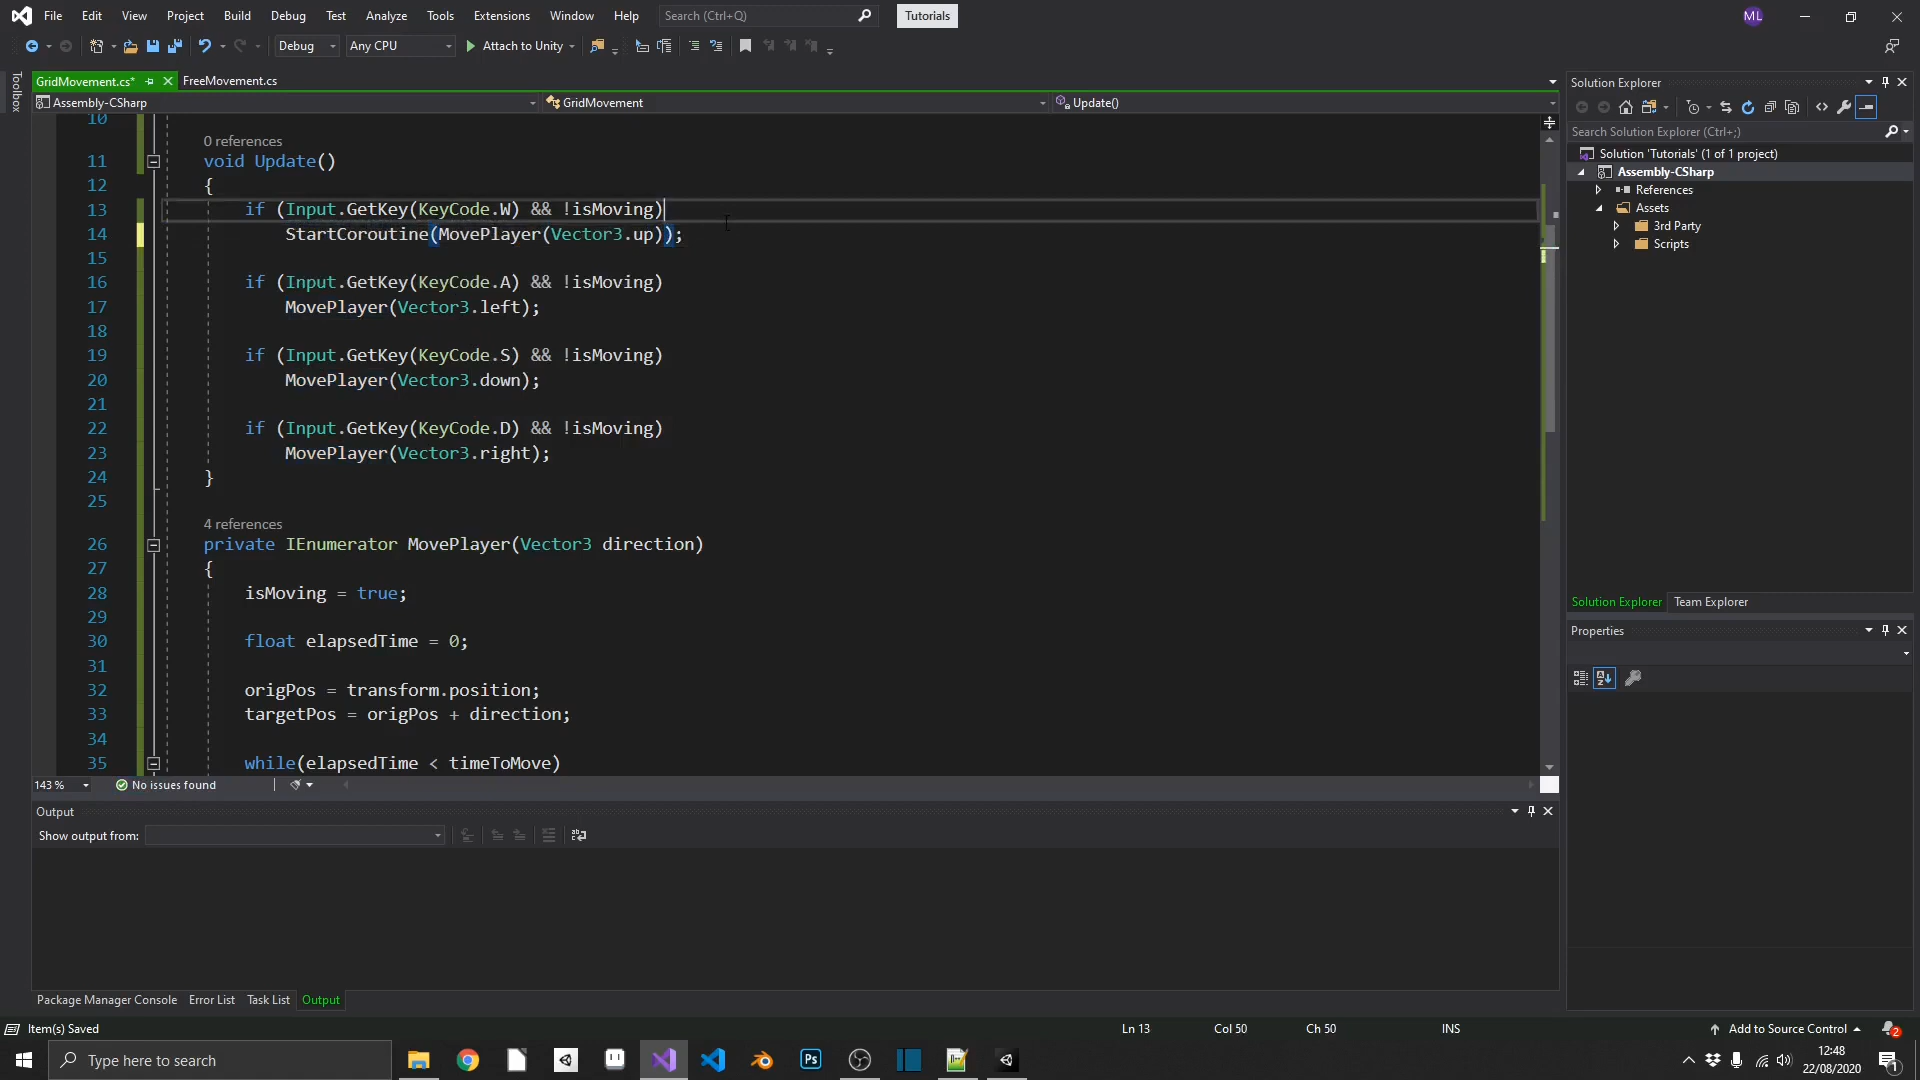 File Edit View Project Build Debug Test Analyze Tools Extensions Window Help Search (Ctrl+Q) Tutorials ML
Debug Any CPU Attach to Unity
Toolbox
GridMovement.cs* FreeMovement.cs
Assembly-CSharp GridMovement Update()
10
0 references
11 void Update()
12 {
13 if (Input.GetKey(KeyCode.W) && !isMoving)
14 StartCoroutine(MovePlayer(Vector3.up));
15
16 if (Input.GetKey(KeyCode.A) && !isMoving)
17 MovePlayer(Vector3.left);
18
19 if (Input.GetKey(KeyCode.S) && !isMoving)
20 MovePlayer(Vector3.down);
21
22 if (Input.GetKey(KeyCode.D) && !isMoving)
23 MovePlayer(Vector3.right);
24 }
25
4 references
26 private IEnumerator MovePlayer(Vector3 direction)
27 {
28 isMoving = true;
29
30 float elapsedTime = 0;
31
32 origPos = transform.position;
33 targetPos = origPos + direction;
34
35 while(elapsedTime < timeToMove)
143 % No issues found
Output
Show output from:
Package Manager Console Error List Task List Output
Solution Explorer
Search Solution Explorer (Ctrl+;)
Solution 'Tutorials' (1 of 1 project)
Assembly-CSharp
References
Assets
3rd Party
Scripts
Solution Explorer Team Explorer
Properties
Item(s) Saved Ln 13 Col 50 Ch 50 INS Add to Source Control 2
Type here to search Ps 12:48
22/08/2020 1